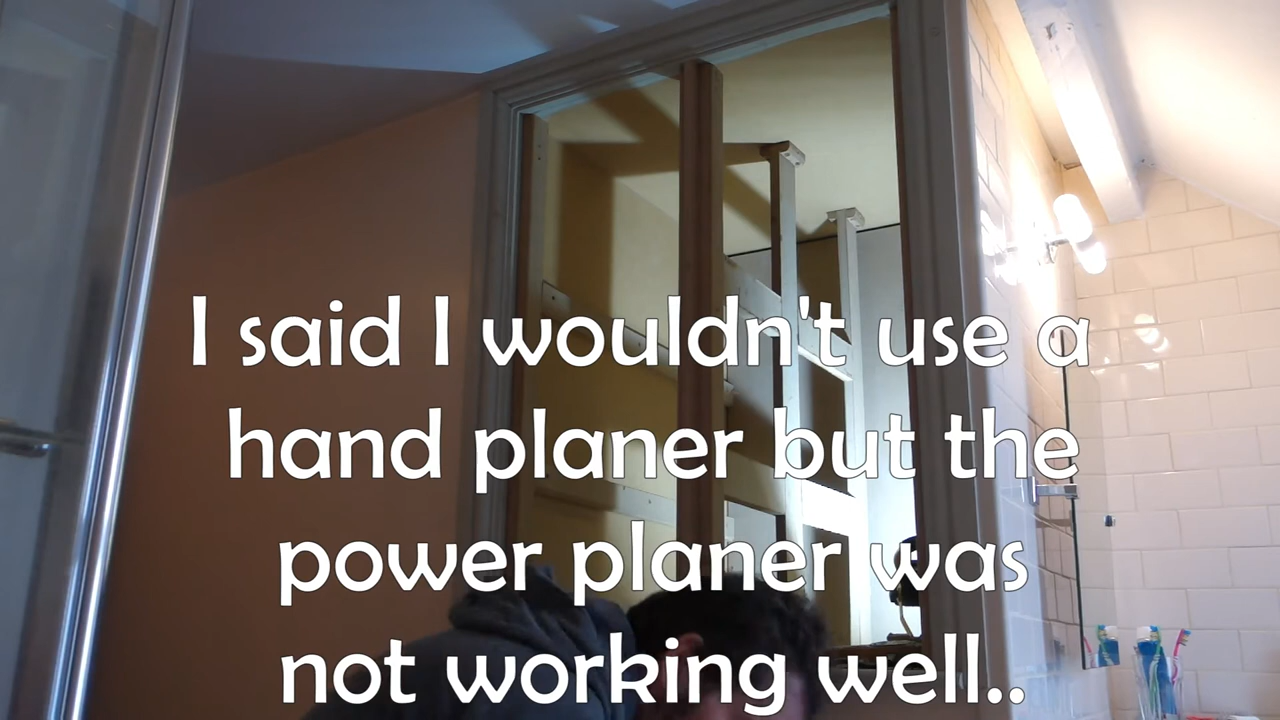 I said I wouldn't use a
hand planer but the
power planer was
not working well..